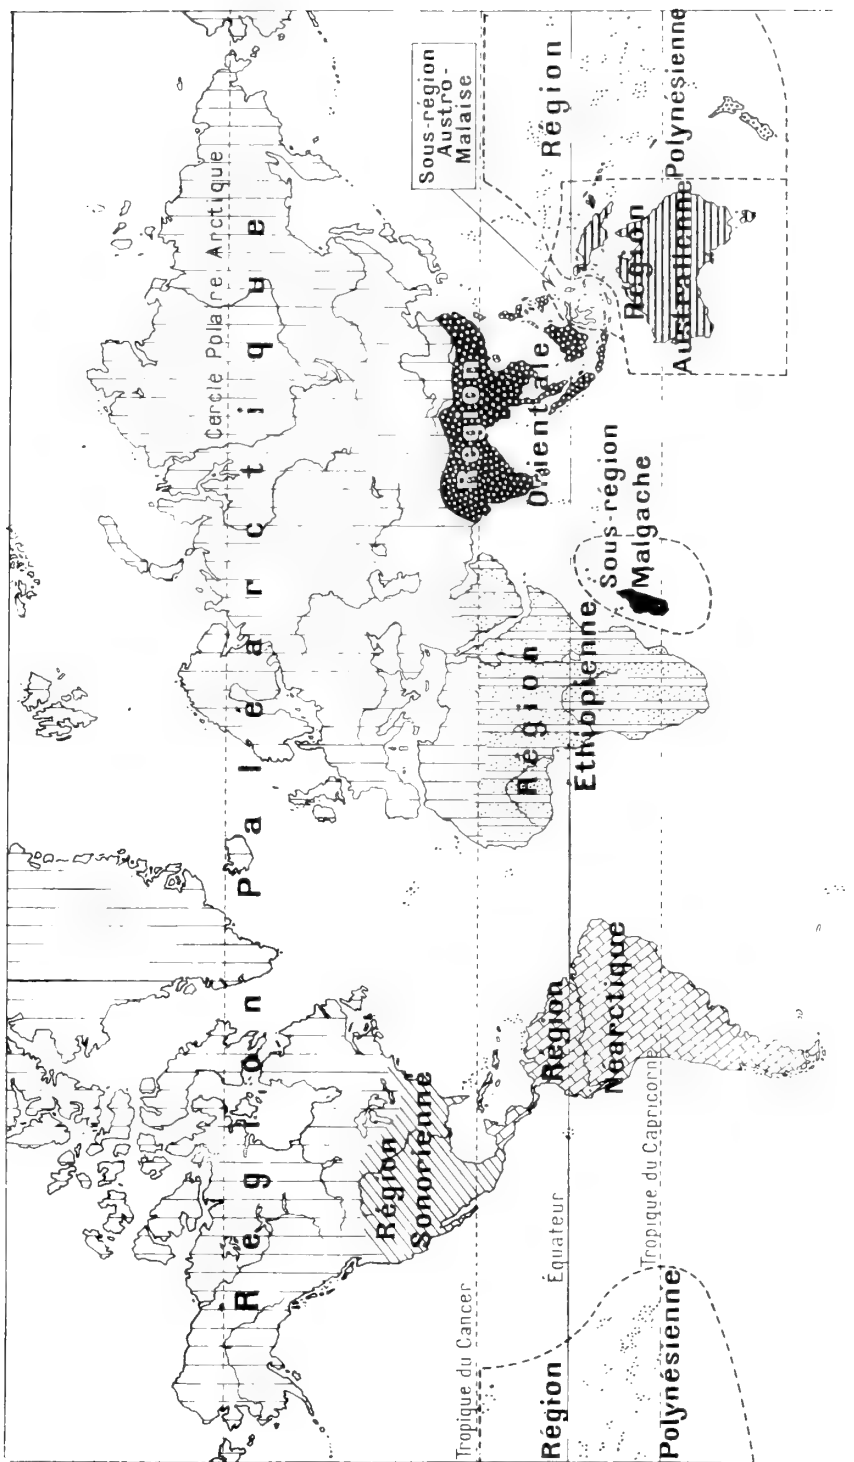 Région Paléarctique
Cercle Polaire Arctique
Région
Sonorienne
Tropique du Cancer
Équateur
Tropique du Capricorne
Région
Polynésienne
Région
Néarctique
Région
Ethiopienne
Sous-région
Malgache
Région
Orientale
Sous-région
Austro-
Malaise
Région
Australienne
Région
Polynésienne